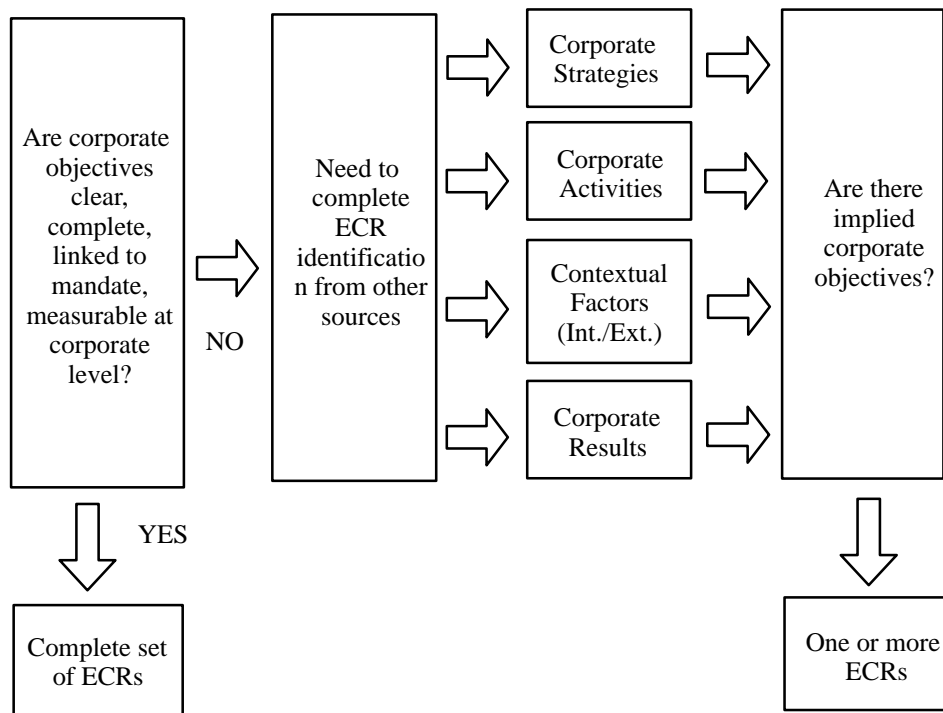 Are corporate
objectives
clear,
complete,
linked to
mandate,
measurable at
corporate
level?
NO
YES
Complete set
of ECRs
Need to
complete
ECR
identificatio
n from other
sources
Corporate
Strategies
Corporate
Activities
Contextual
Factors
(Int./Ext.)
Corporate
Results
Are there
implied
corporate
objectives?
One or more
ECRs